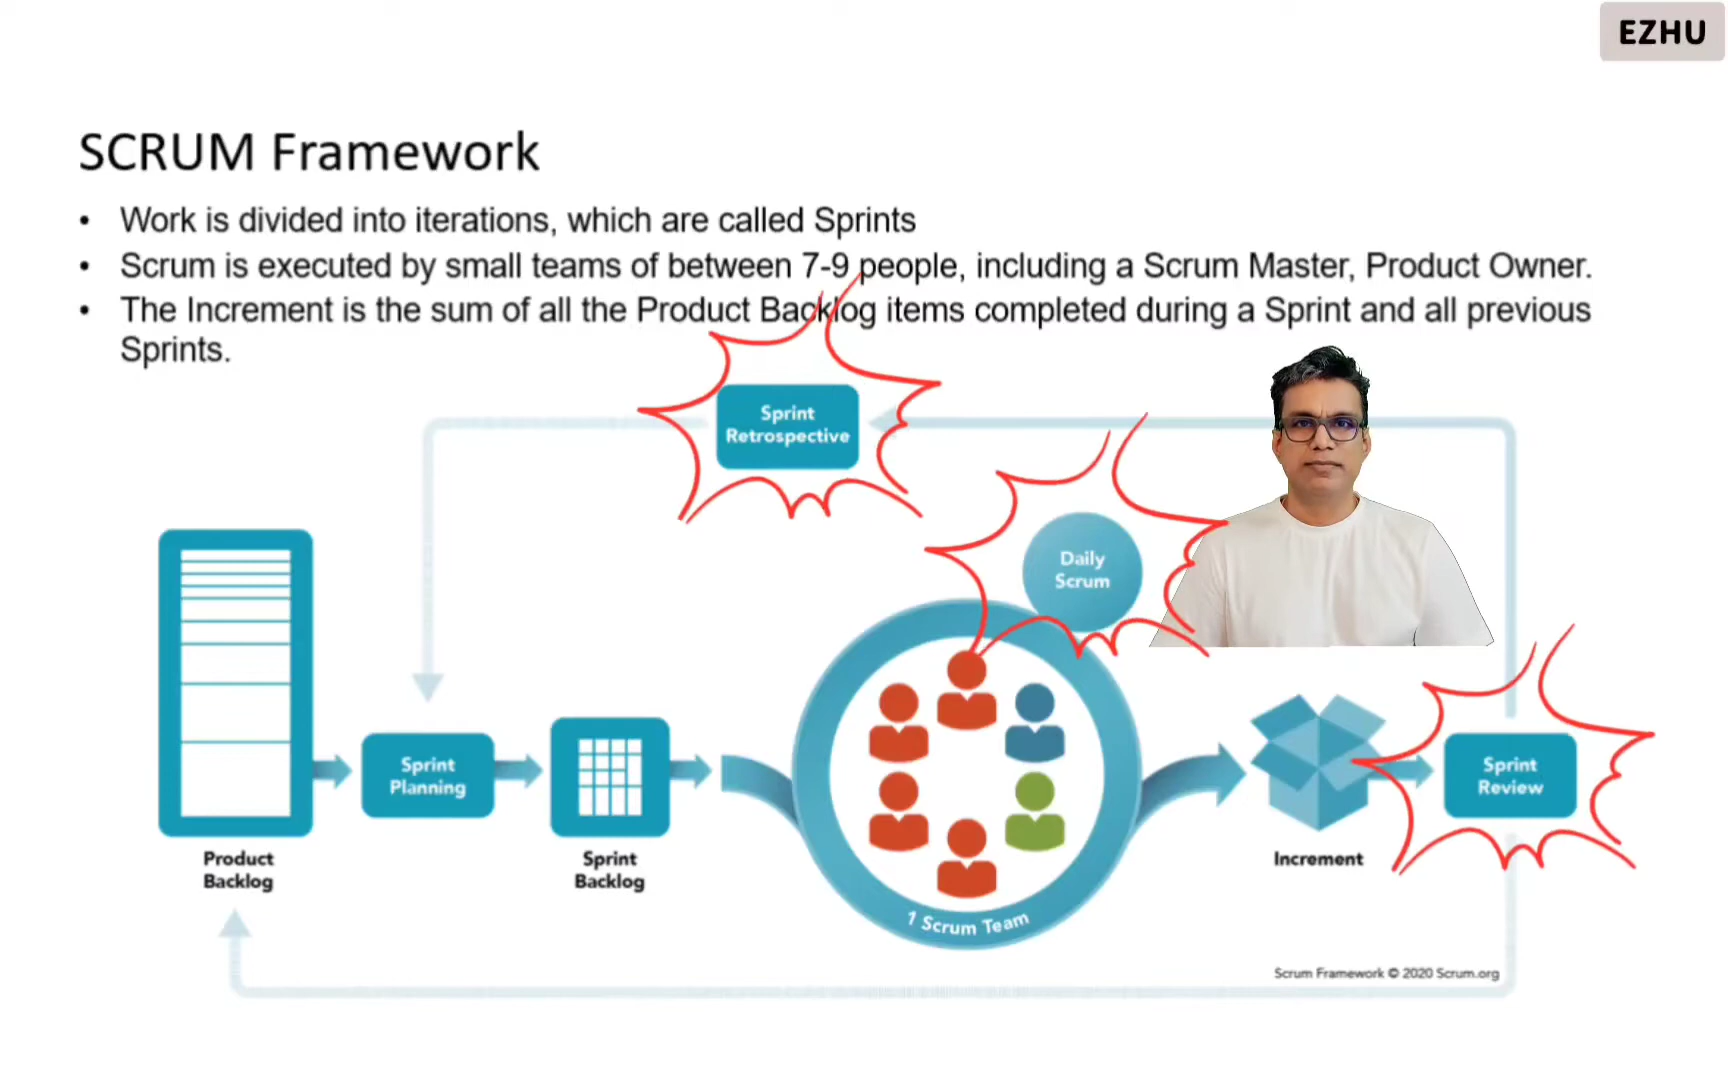 EZHU
SCRUM Framework
• Work is divided into iterations, which are called Sprints
• Scrum is executed by small teams of between 7-9 people, including a Scrum Master, Product Owner.
• The Increment is the sum of all the Product Backlog items completed during a Sprint and all previous
Sprints.
Sprint
Retrospective
Daily
Scrum
Sprint
Planning
Sprint
Review
Product
Backlog
Sprint
Backlog
Increment
1 Scrum Team
Scrum Framework © 2020 Scrum.org